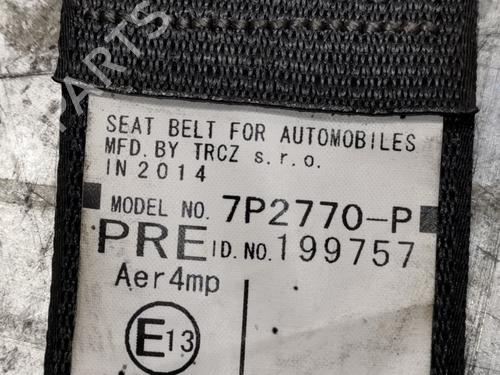 SEAT BELT FOR AUTOMOBILES
MFD. BY TRCZ s.r.o.
IN 2014
MODEL NO. 7P2770-P
PRE ID. NO. 199757
Aer4mp
E13